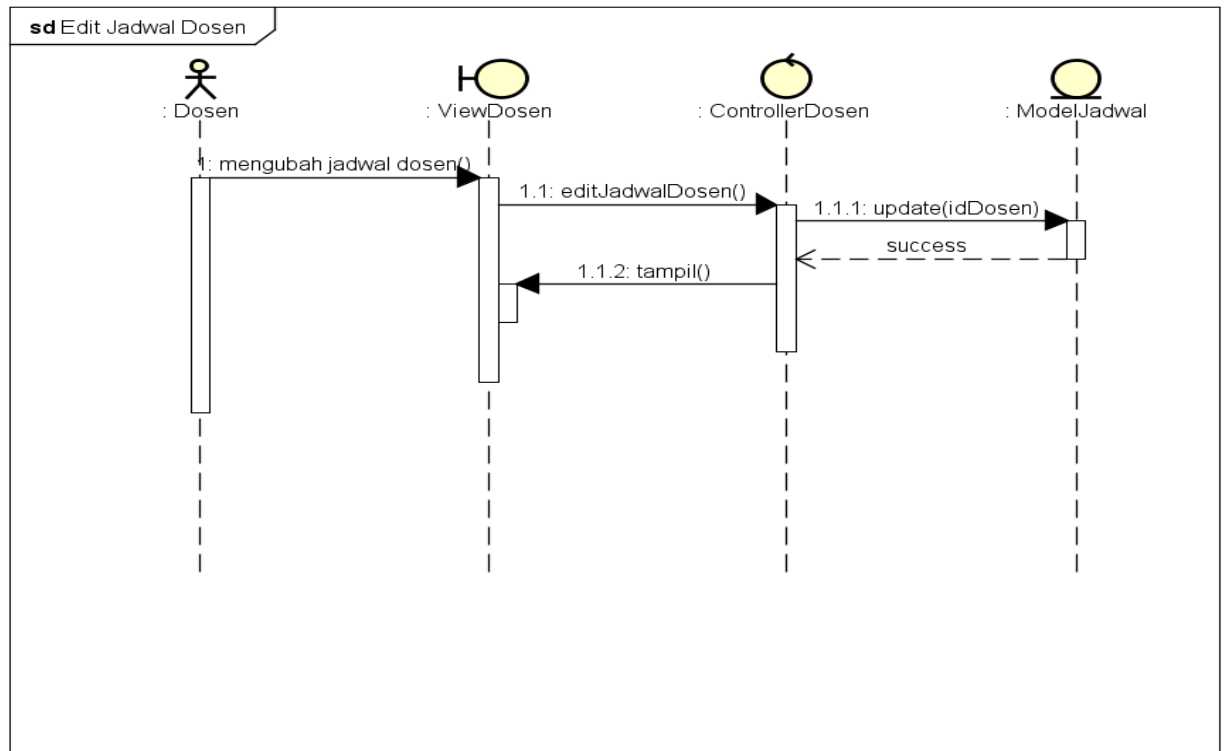 sd Edit Jadwal Dosen
: Dosen
: ViewDosen
: ControllerDosen
: ModelJadwal
1: mengubah jadwal dosen()
1.1: editJadwalDosen()
1.1.1: update(idDosen)
success
1.1.2: tampil()